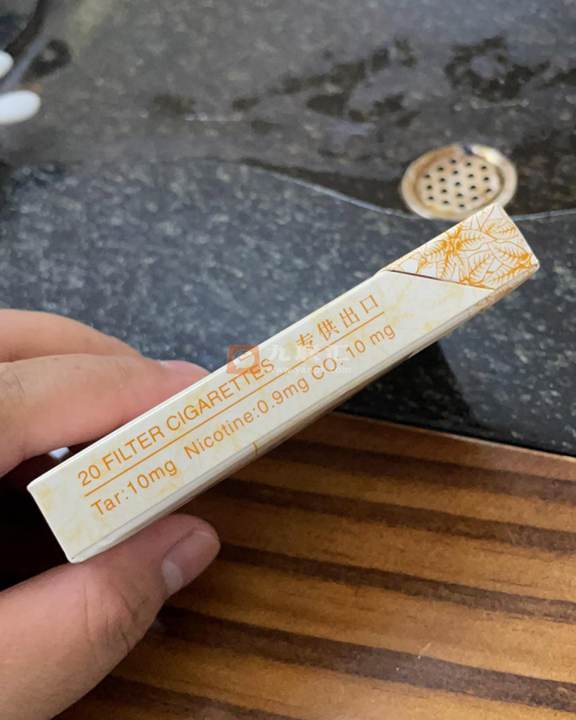 20 FILTER CIGARETTES 专供出口
Tar:10mg Nicotine:0.9mg CO:10 mg